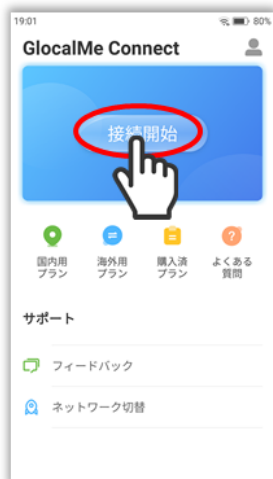 19:01 80%
GlocalMe Connect
接続開始
国内用 海外用 購入済 よくある
プラン プラン プラン 質問
サポート
フィードバック
ネットワーク切替